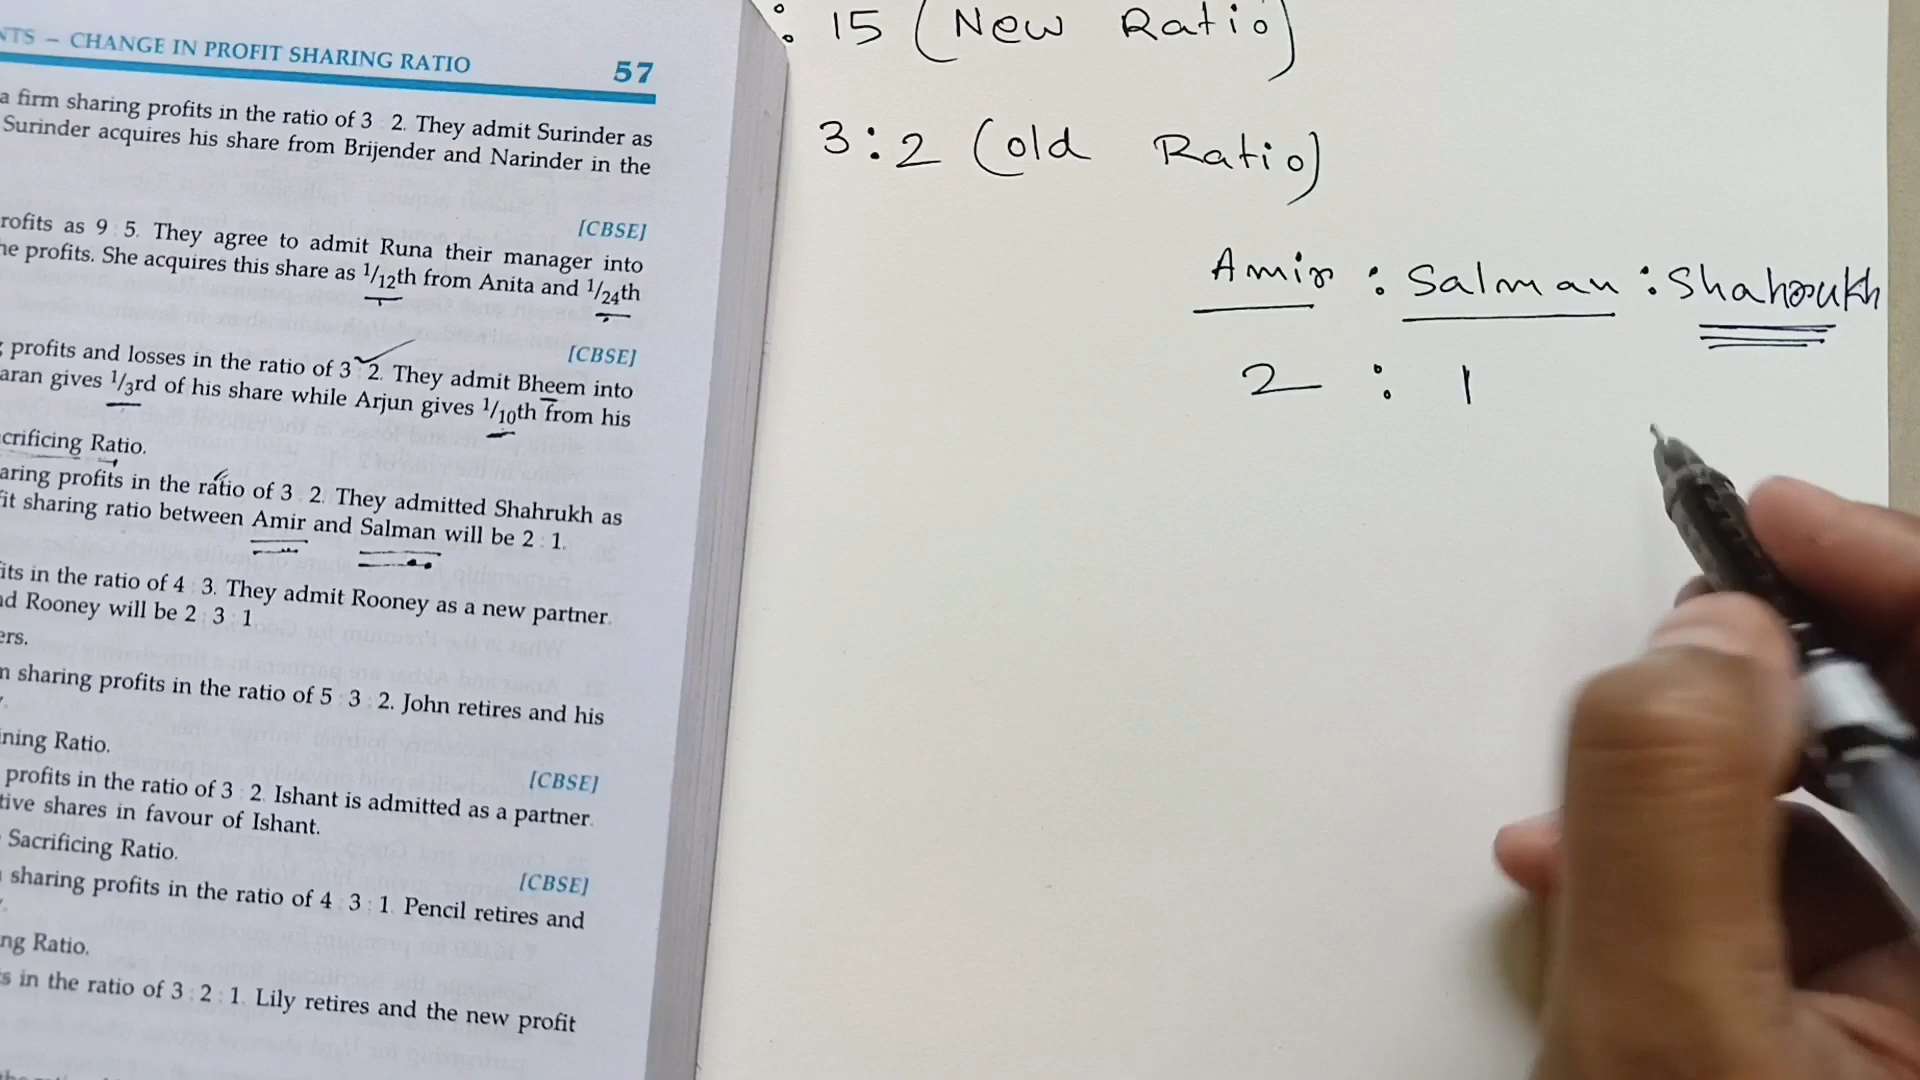 NTS – CHANGE IN PROFIT SHARING RATIO 57
a firm sharing profits in the ratio of 3 : 2. They admit Surinder as
Surinder acquires his share from Brijender and Narinder in the
[CBSE]
rofits as 9 : 5. They agree to admit Runa their manager into
he profits. She acquires this share as 1/12th from Anita and 1/24th
[CBSE]
profits and losses in the ratio of 3 : 2. They admit Bheem into
aran gives 1/3rd of his share while Arjun gives 1/10th from his
crificing Ratio.
aring profits in the ratio of 3 : 2. They admitted Shahrukh as
fit sharing ratio between Amir and Salman will be 2 : 1.
its in the ratio of 4 : 3. They admit Rooney as a new partner.
nd Rooney will be 2 : 3 : 1
ers.
n sharing profits in the ratio of 5 : 3 : 2. John retires and his
ning Ratio.
[CBSE]
profits in the ratio of 3 : 2. Ishant is admitted as a partner.
tive shares in favour of Ishant.
Sacrificing Ratio.
[CBSE]
sharing profits in the ratio of 4 : 3 : 1. Pencil retires and
ng Ratio.
s in the ratio of 3 : 2 : 1. Lily retires and the new profit
: 15 (New Ratio)
3:2 (old Ratio)
Amir : Salman : Shahrukh
2 : 1